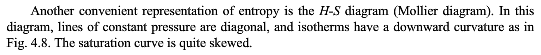 Another convenient representation of entropy is the H-S diagram (Mollier diagram). In this
diagram, lines of constant pressure are diagonal, and isotherms have a downward curvature as in
Fig. 4.8. The saturation curve is quite skewed.